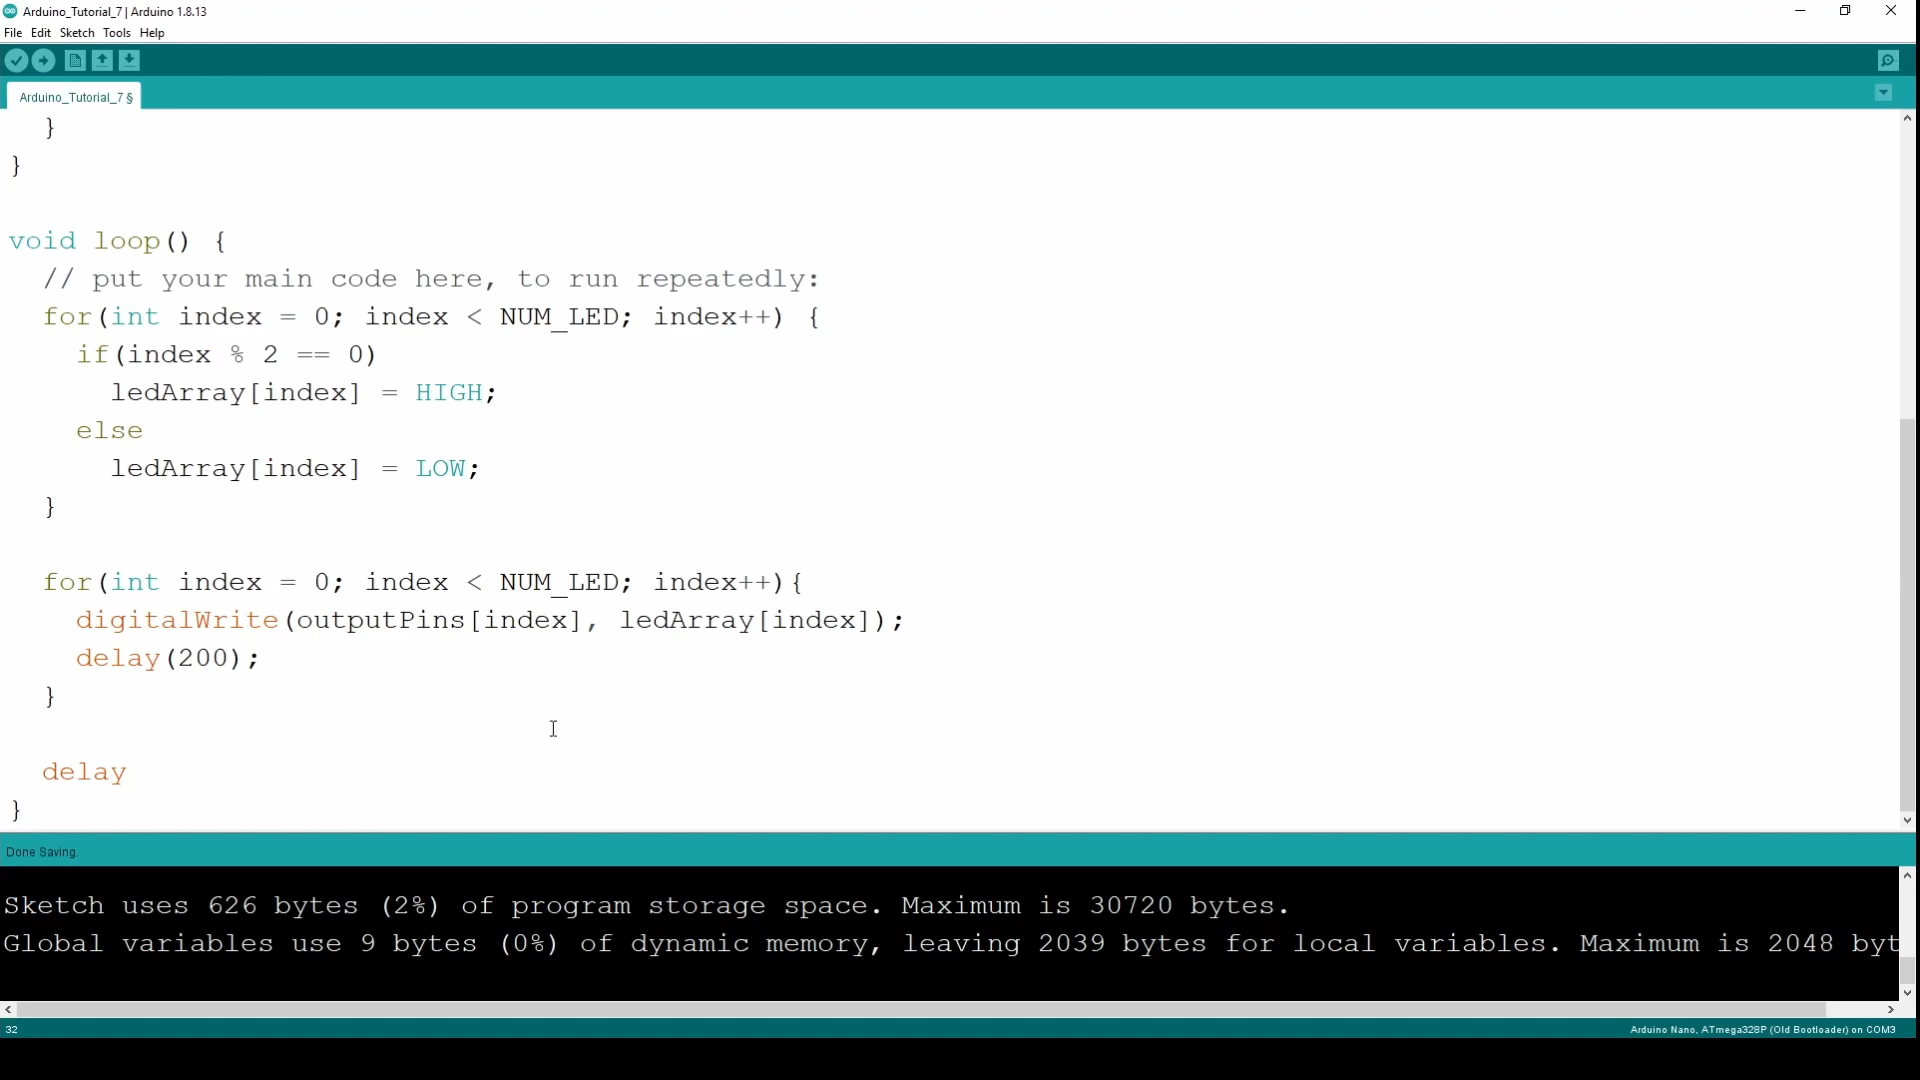 Arduino_Tutorial_7 | Arduino 1.8.13
File Edit Sketch Tools Help
Arduino_Tutorial_7 §
}
}
void loop() {
// put your main code here, to run repeatedly:
for(int index = 0; index < NUM_LED; index++) {
if(index % 2 == 0)
ledArray[index] = HIGH;
else
ledArray[index] = LOW;
}
for(int index = 0; index < NUM_LED; index++){
digitalWrite(outputPins[index], ledArray[index]);
delay(200);
}
delay
}
Done Saving.
Sketch uses 626 bytes (2%) of program storage space. Maximum is 30720 bytes.
Global variables use 9 bytes (0%) of dynamic memory, leaving 2039 bytes for local variables. Maximum is 2048 byt
32
Arduino Nano, ATmega328P (Old Bootloader) on COM3